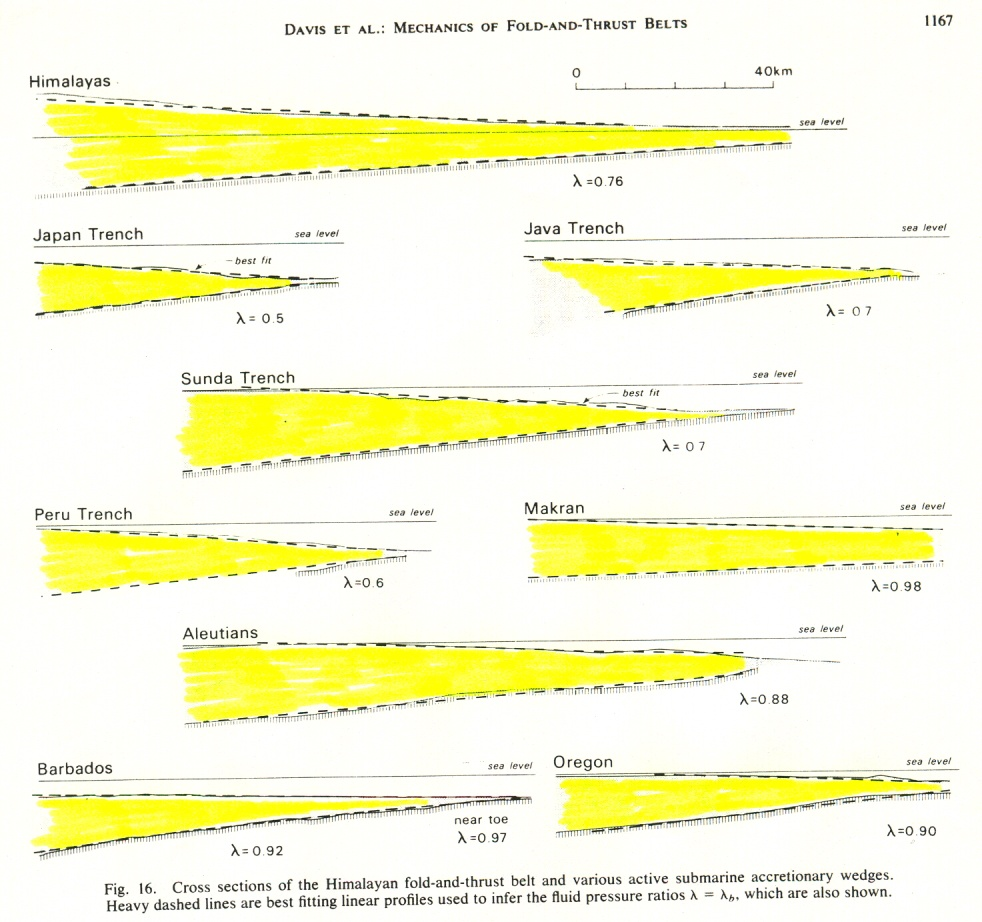 DAVIS ET AL.: MECHANICS OF FOLD-AND-THRUST BELTS 1167
Himalayas
0 40km
sea level
λ=0.76
Japan Trench
sea level
best fit
λ= 0.5
Java Trench
sea level
λ= 0 7
Sunda Trench
sea level
best fit
λ= 0 7
Peru Trench
sea level
λ=0.6
Makran
sea level
λ=0.98
Aleutians
sea level
λ=0.88
Barbados
sea level
near toe
λ=0.97
λ=0.92
Oregon
sea level
λ=0.90
Fig. 16. Cross sections of the Himalayan fold-and-thrust belt and various active submarine accretionary wedges.
Heavy dashed lines are best fitting linear profiles used to infer the fluid pressure ratios λ = λb, which are also shown.